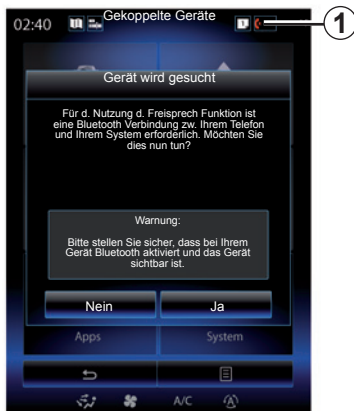 02:40
Gekoppelte Geräte
1
1
Gerät wird gesucht
Für d. Nutzung d. Freisprech Funktion ist
eine Bluetooth Verbindung zw. Ihrem Telefon
und Ihrem System erforderlich. Möchten Sie
dies nun tun?
Warnung:
Bitte stellen Sie sicher, dass bei Ihrem
Gerät Bluetooth aktiviert und das Gerät
sichtbar ist.
Nein
Ja
Apps
System
A/C
A